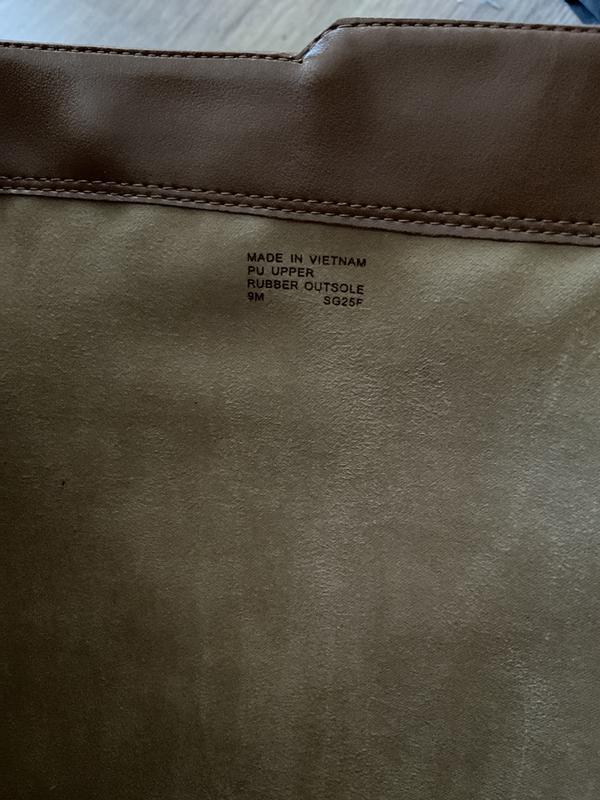 MADE IN VIETNAM
PU UPPER
RUBBER OUTSOLE
9M SG25F